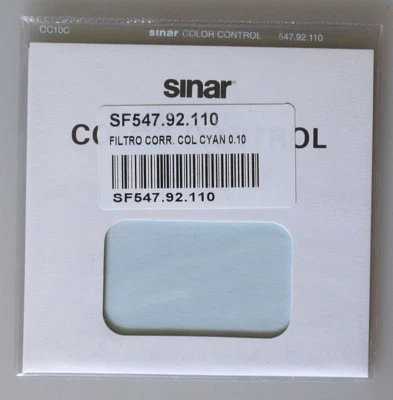 CC10C sinar COLOR CONTROL 547.92.110
sinar
SF547.92.110
FILTRO CORR. COL CYAN 0.10
SF547.92.110